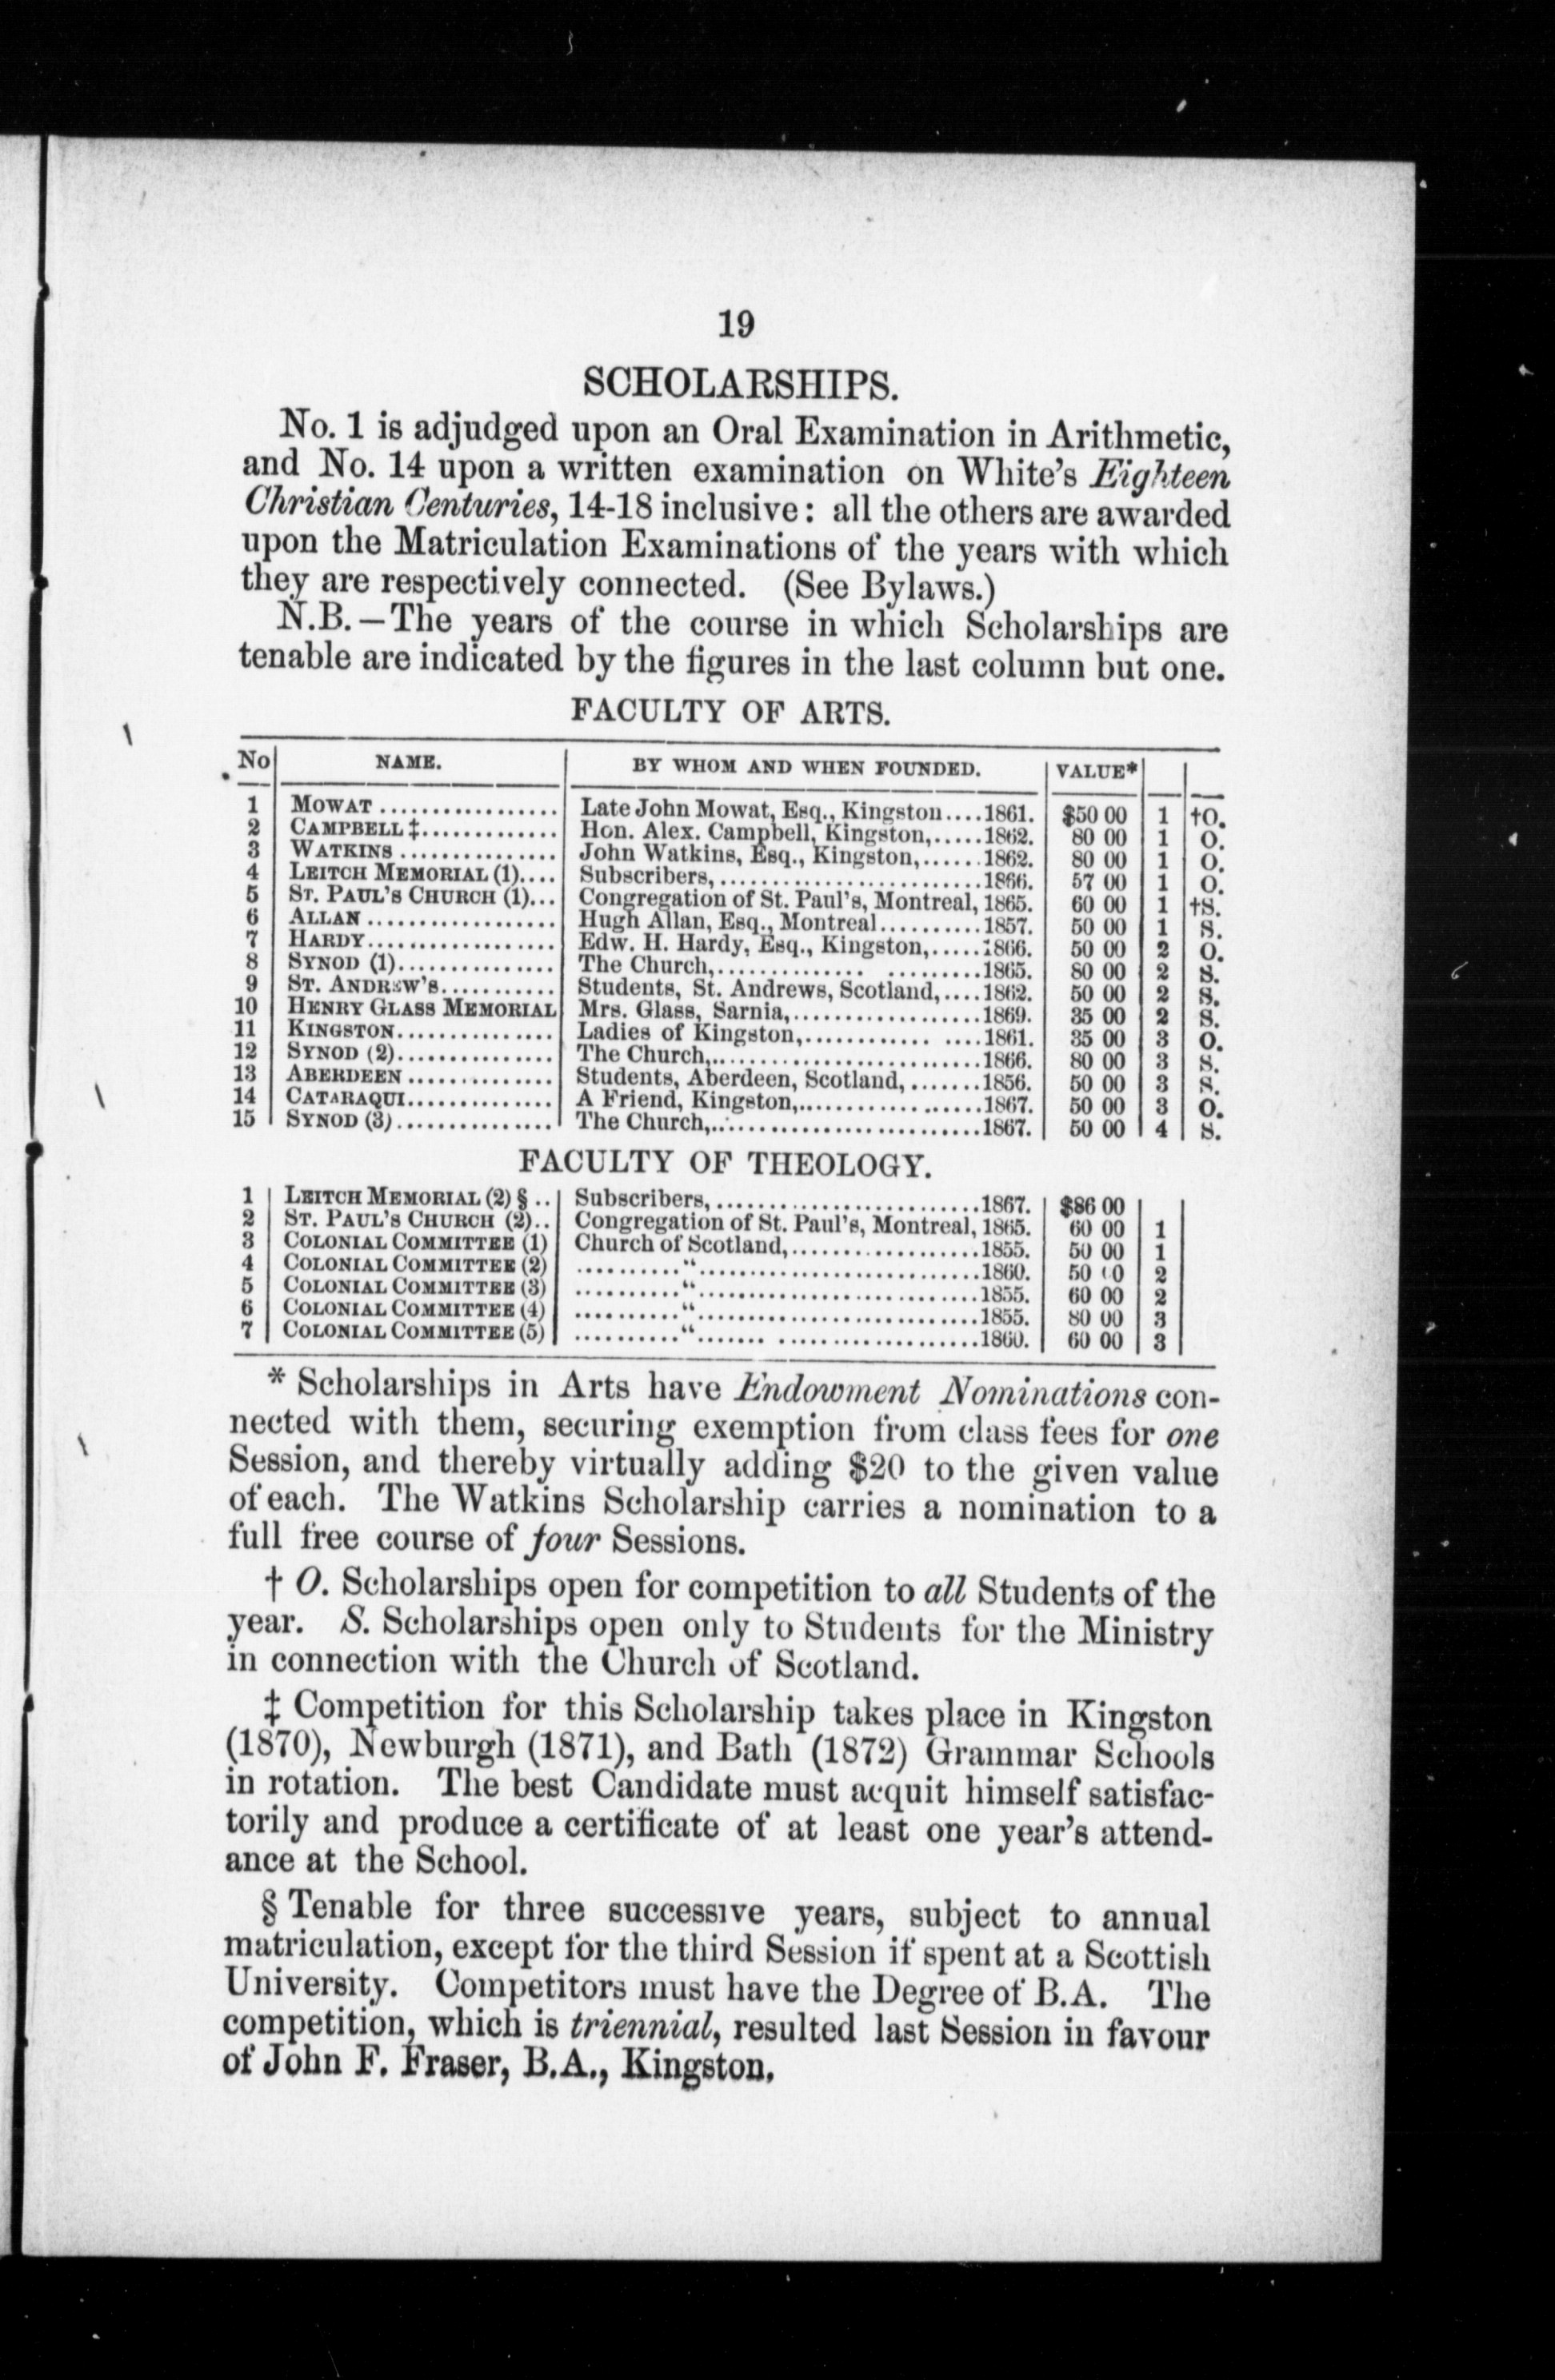 19
SCHOLARSHIPS.
No. 1 is adjudged upon an Oral Examination in Arithmetic,
and No. 14 upon a written examination on White's Eighteen
Christian Centuries, 14-18 inclusive: all the others are awarded
upon the Matriculation Examinations of the years with which
they are respectively connected. (See Bylaws.)
N.B.—The years of the course in which Scholarships are
tenable are indicated by the figures in the last column but one.
FACULTY OF ARTS.
No. NAME. BY WHOM AND WHEN FOUNDED. VALUE*
1 MOWAT ................. Late John Mowat, Esq., Kingston....1861. $50 00 1 †O.
2 CAMPBELL ‡............. Hon. Alex. Campbell, Kingston,.....1862. 80 00 1 O.
3 WATKINS ............... John Watkins, Esq., Kingston,......1862. 80 00 1 O.
4 LEITCH MEMORIAL (1).... Subscribers,.........................1866. 57 00 1 O.
5 ST. PAUL'S CHURCH (1)... Congregation of St. Paul's, Montreal, 1865. 60 00 1 †S.
6 ALLAN .................. Hugh Allan, Esq., Montreal..........1857. 50 00 1 S.
7 HARDY.................. Edw. H. Hardy, Esq., Kingston,.....1866. 50 00 2 O.
8 SYNOD (1)............... The Church,.............. .........1865. 80 00 2 S.
9 ST. ANDREW'S........... Students, St. Andrews, Scotland,....1862. 50 00 2 S.
10 HENRY GLASS MEMORIAL Mrs. Glass, Sarnia,..................1869. 35 00 2 S.
11 KINGSTON............... Ladies of Kingston,............ ....1861. 35 00 3 O.
12 SYNOD (2)............... The Church,..........................1866. 80 00 3 S.
13 ABERDEEN .............. Students, Aberdeen, Scotland,.......1856. 50 00 3 S.
14 CATARAQUI.............. A Friend, Kingston,..................1867. 50 00 3 O.
15 SYNOD (3)............... The Church,..........................1867. 50 00 4 S.
FACULTY OF THEOLOGY.
1 LEITCH MEMORIAL (2) § .. Subscribers,.........................1867. $86 00
2 ST. PAUL'S CHURCH (2).. Congregation of St. Paul's, Montreal, 1865. 60 00 1
3 COLONIAL COMMITTEE (1) Church of Scotland,..................1855. 50 00 1
4 COLONIAL COMMITTEE (2) .........."...........................1860. 50 00 2
5 COLONIAL COMMITTEE (3) .........."...........................1855. 60 00 2
6 COLONIAL COMMITTEE (4) .........."...........................1855. 80 00 3
7 COLONIAL COMMITTEE (5) .........."....... ...................1860. 60 00 3
* Scholarships in Arts have Endowment Nominations con-
nected with them, securing exemption from class fees for one
Session, and thereby virtually adding $20 to the given value
of each. The Watkins Scholarship carries a nomination to a
full free course of four Sessions.
† O. Scholarships open for competition to all Students of the
year. S. Scholarships open only to Students for the Ministry
in connection with the Church of Scotland.
‡ Competition for this Scholarship takes place in Kingston
(1870), Newburgh (1871), and Bath (1872) Grammar Schools
in rotation. The best Candidate must acquit himself satisfac-
torily and produce a certificate of at least one year's attend-
ance at the School.
§ Tenable for three successive years, subject to annual
matriculation, except for the third Session if spent at a Scottish
University. Competitors must have the Degree of B.A. The
competition, which is triennial, resulted last Session in favour
of John F. Fraser, B.A., Kingston.